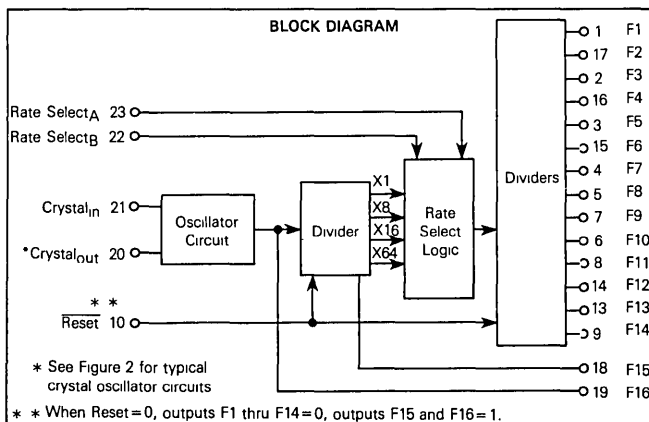 BLOCK DIAGRAM
1 F1
17 F2
2 F3
16 F4
3 F5
15 F6
4 F7
5 F8
7 F9
6 F10
8 F11
14 F12
13 F13
9 F14
18 F15
19 F16
Rate SelectA 23
Rate SelectB 22
CrystalIn 21
*Crystalout 20
Oscillator
Circuit
Divider
X1
X8
X16
X64
Rate
Select
Logic
Dividers
* *
Reset 10
* See Figure 2 for typical
crystal oscillator circuits
* * When Reset=0, outputs F1 thru F14=0, outputs F15 and F16=1.